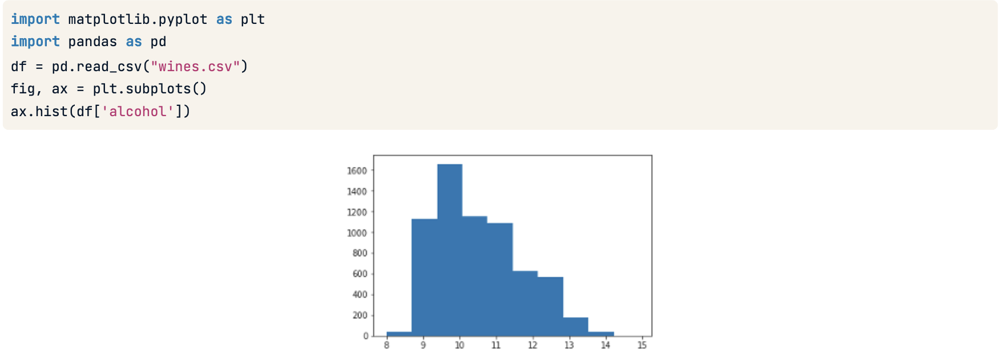 import matplotlib.pyplot as plt
import pandas as pd
df = pd.read_csv("wines.csv")
fig, ax = plt.subplots()
ax.hist(df['alcohol'])
1600
1400
1200
1000
800
600
400
200
0
8 9 10 11 12 13 14 15